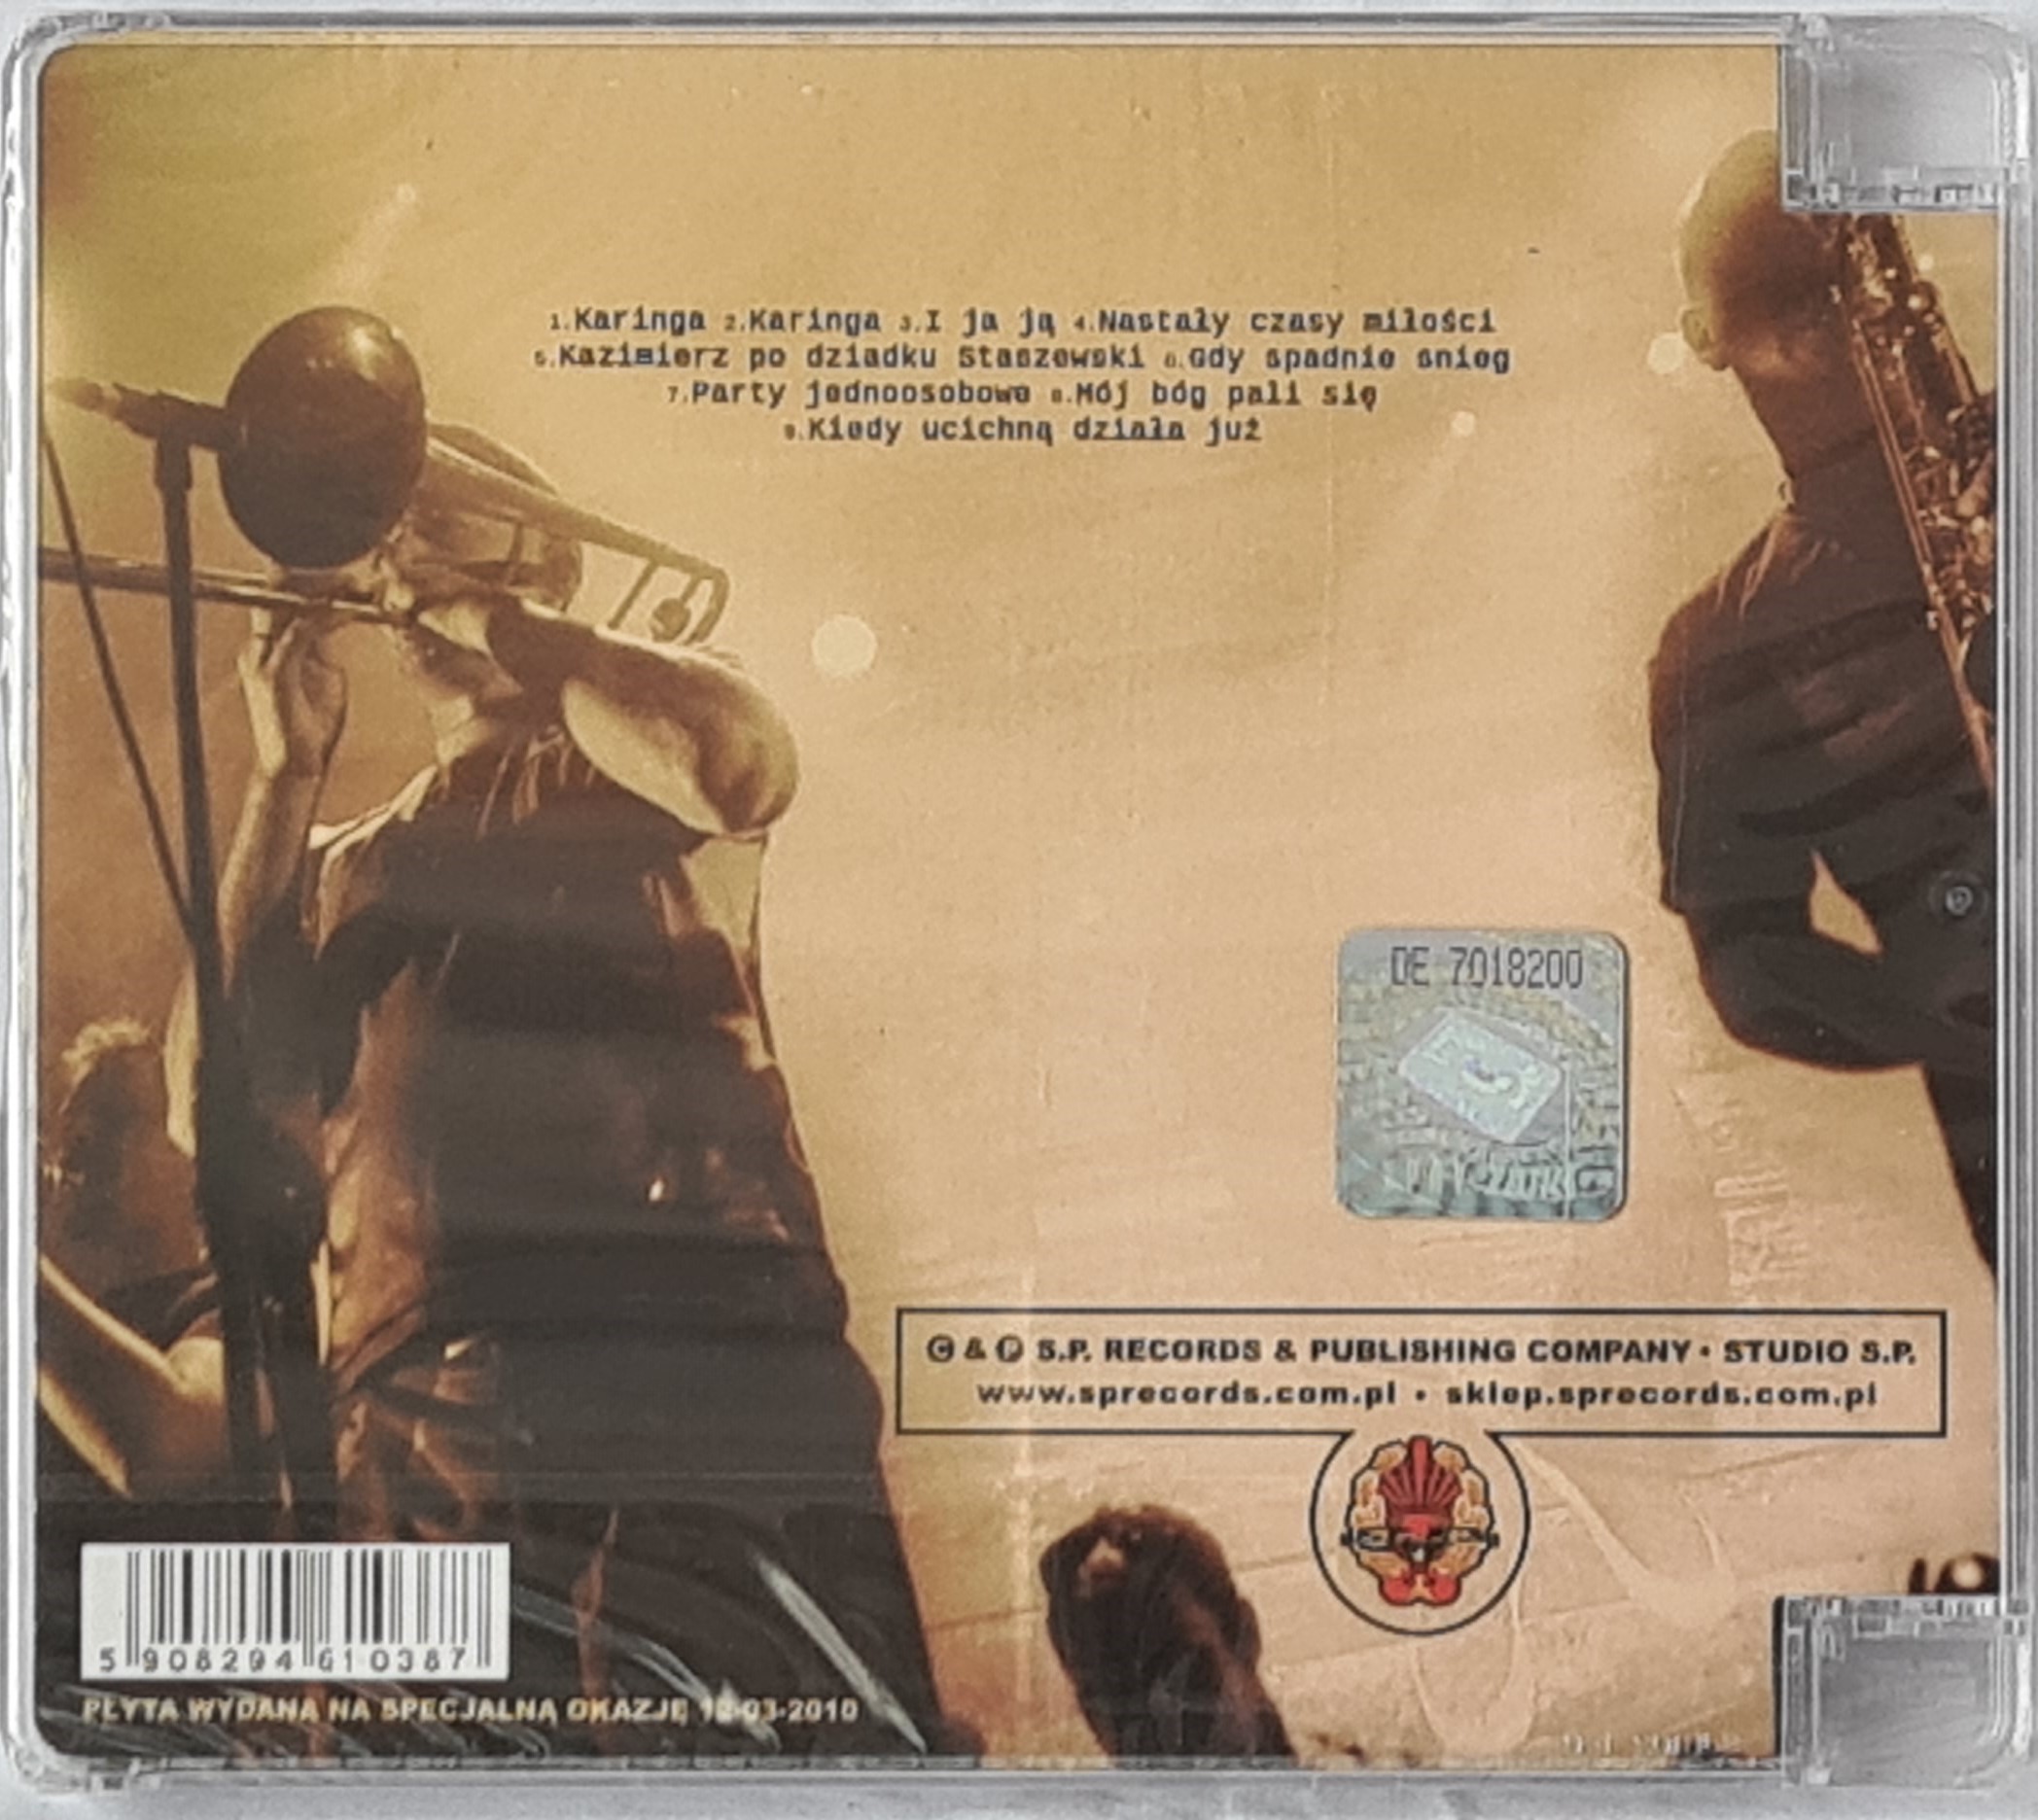 1.Karinga 2.Karinga 3.I ja ją 4.Nastały czasy miłości
5.Kazimierz po dziadku Staszewski 6.Gdy spadnie śnieg
7.Party jednoosobowe 8.Mój bóg pali się
9.Kiedy ucichną działa już
DE 7018200
© & ℗ S.P. RECORDS & PUBLISHING COMPANY • STUDIO S.P.
www.sprecords.com.pl • sklep.sprecords.com.pl
5 908294 610387
PŁYTA WYDANA NA SPECJALNĄ OKAZJĘ